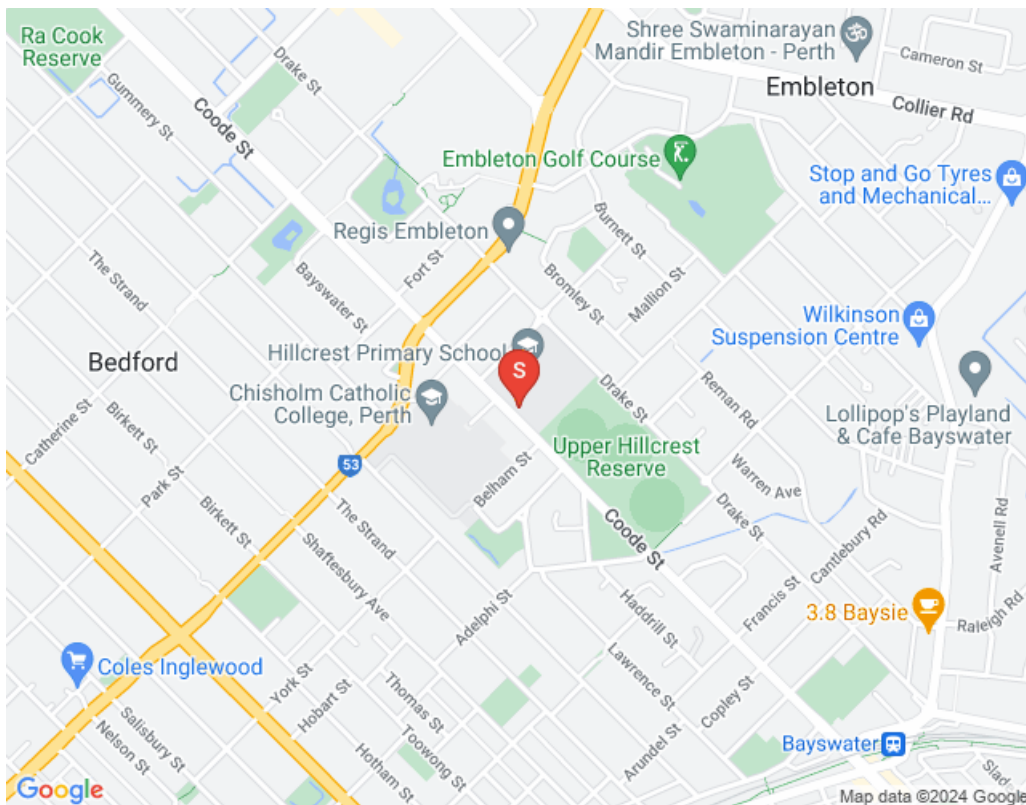 Ra Cook
Reserve
Drake St
Gummery St
Coode St
Shree Swaminarayan
Mandir Embleton - Perth
Cameron St
Embleton
Collier Rd
Embleton Golf Course
Stop and Go Tyres
and Mechanical...
Regis Embleton
Burnett St
Fort St
The Strand
Bayswater St
Bromley St
Mallion St
Wilkinson
Suspension Centre
Bedford
Hillcrest Primary School
S
Chisholm Catholic
College, Perth
Drake St
Reman Rd
Lollipop's Playland
& Cafe Bayswater
Catherine St
Birkett St
Upper Hillcrest
Reserve
53
Belham St
Park St
Warren Ave
Birkett St
The Strand
Coode St
Drake St
Cantlebury Rd
Avenell Rd
Shaftesbury Ave
Adelphi St
Haddrill St
Francis St
3.8 Baysie
Raleigh Rd
Coles Inglewood
York St
Hobart St
Thomas St
Lawrence St
Copley St
Salisbury St
Nelson St
Hotham St
Toowong St
Arundel St
Bayswater
Slad
Google
Map data ©2024 Google